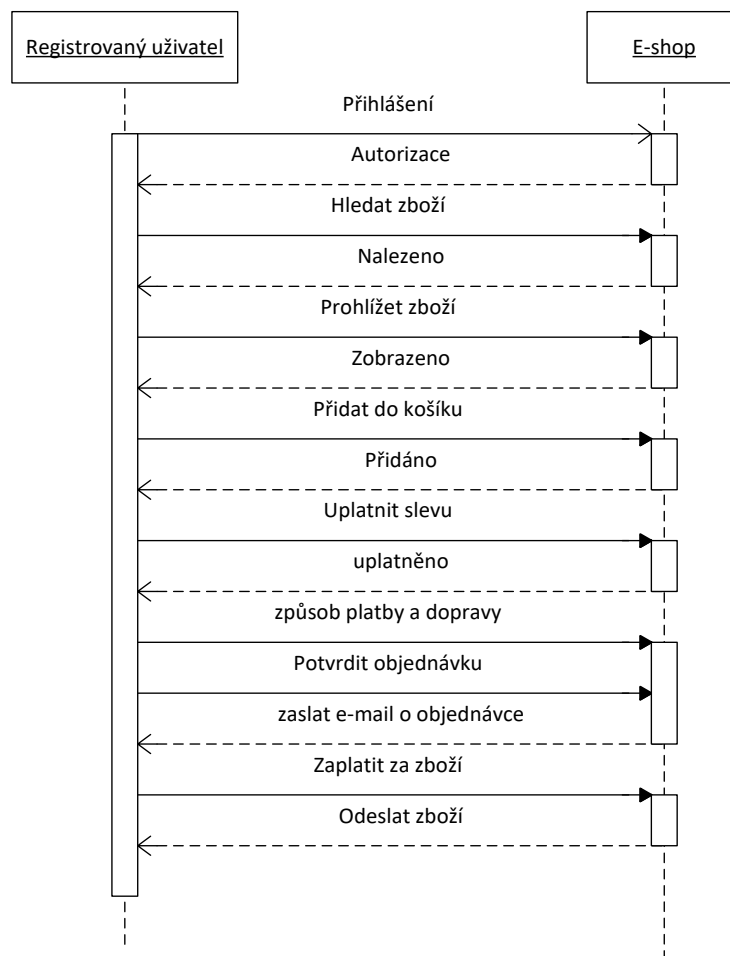 Registrovaný uživatel
E-shop
Přihlášení
Autorizace
Hledat zboží
Nalezeno
Prohlížet zboží
Zobrazeno
Přidat do košíku
Přidáno
Uplatnit slevu
uplatněno
způsob platby a dopravy
Potvrdit objednávku
zaslat e-mail o objednávce
Zaplatit za zboží
Odeslat zboží